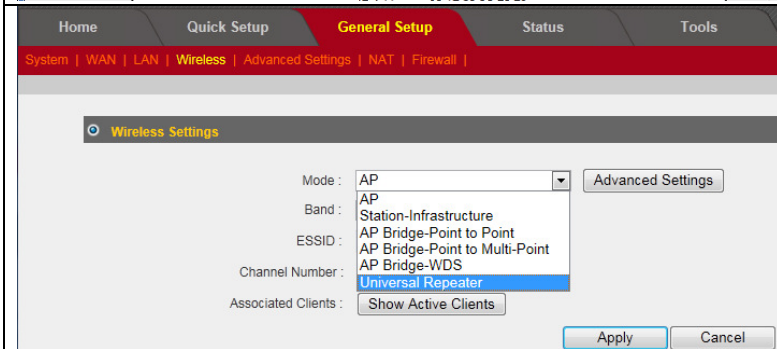 Home Quick Setup General Setup Status Tools
System | WAN | LAN | Wireless | Advanced Settings | NAT | Firewall |
Wireless Settings
Mode : AP Advanced Settings
AP
Band :
Station-Infrastructure
AP Bridge-Point to Point
ESSID :
AP Bridge-Point to Multi-Point
AP Bridge-WDS
Channel Number :
Universal Repeater
Associated Clients : Show Active Clients
Apply Cancel